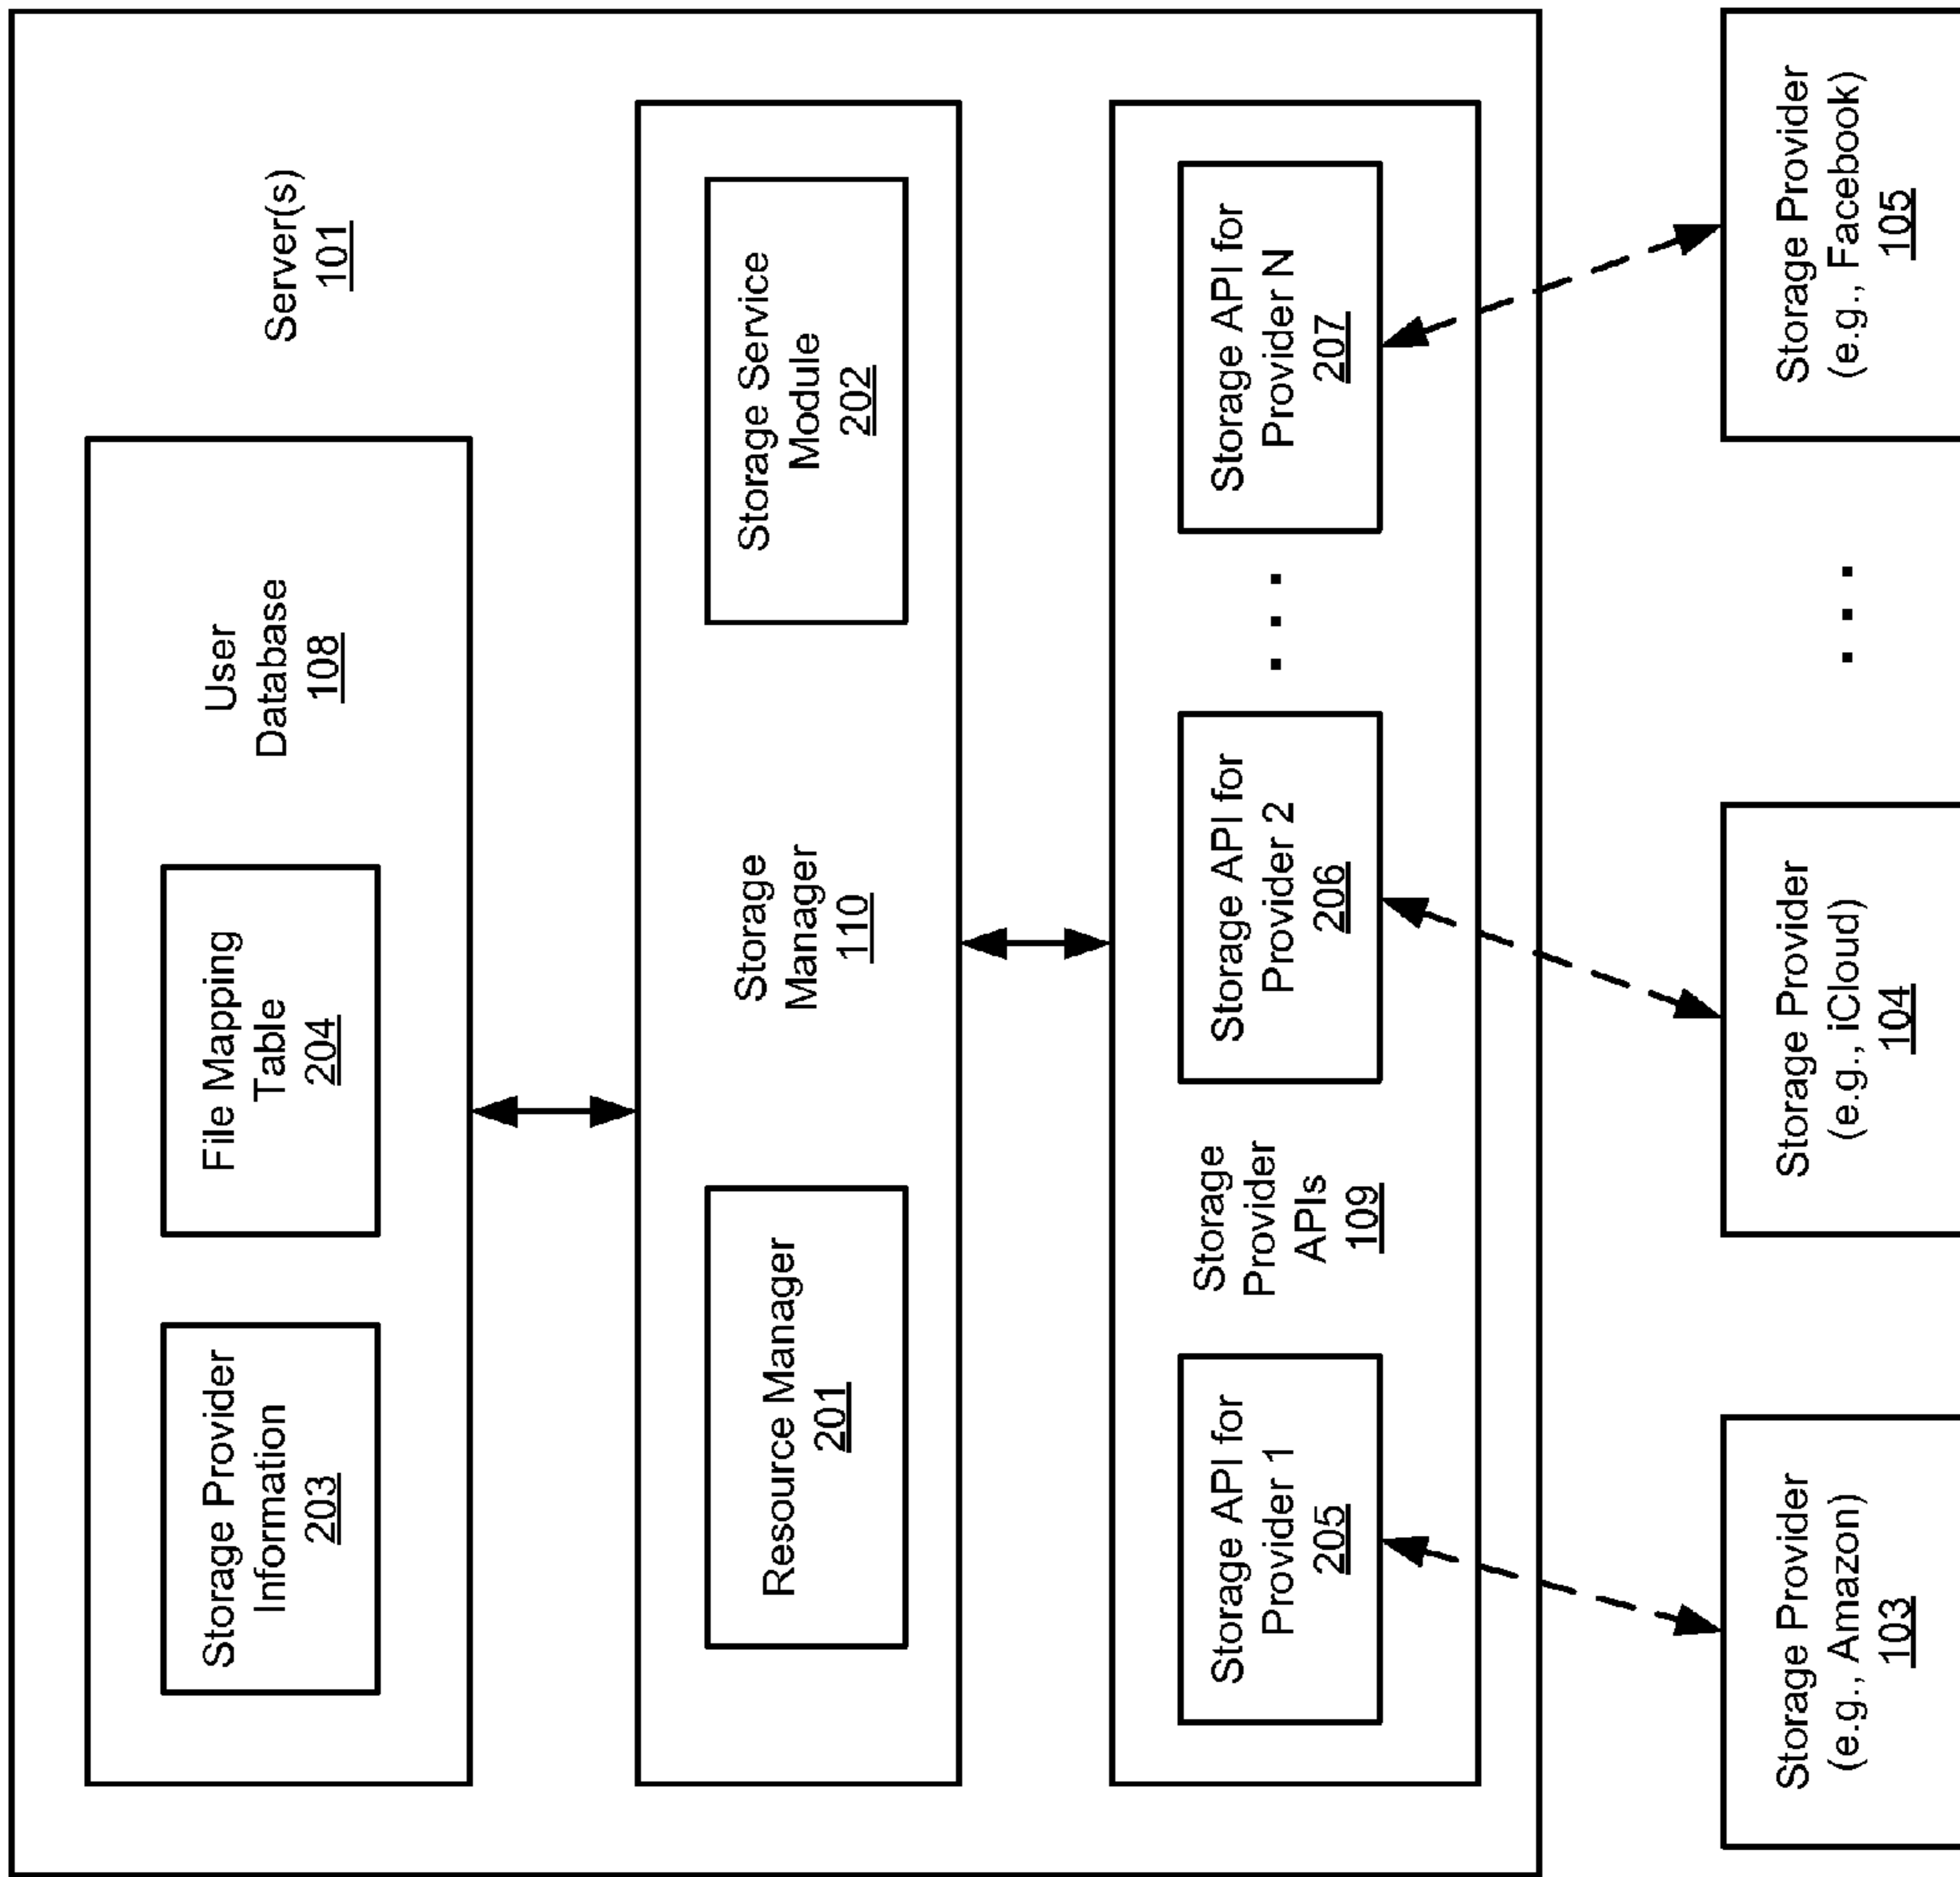 Server(s)
101
Storage Provider
Information
203
File Mapping
Table
204
User
Database
108
Resource Manager
201
Storage
Manager
110
Storage Service
Module
202
Storage API for
Provider 1
205
Storage
Provider
APIs
109
Storage API for
Provider 2
206
. . .
Storage API for
Provider N
207
Storage Provider
(e.g., Amazon)
103
Storage Provider
(e.g., iCloud)
104
. . .
Storage Provider
(e.g., Facebook)
105